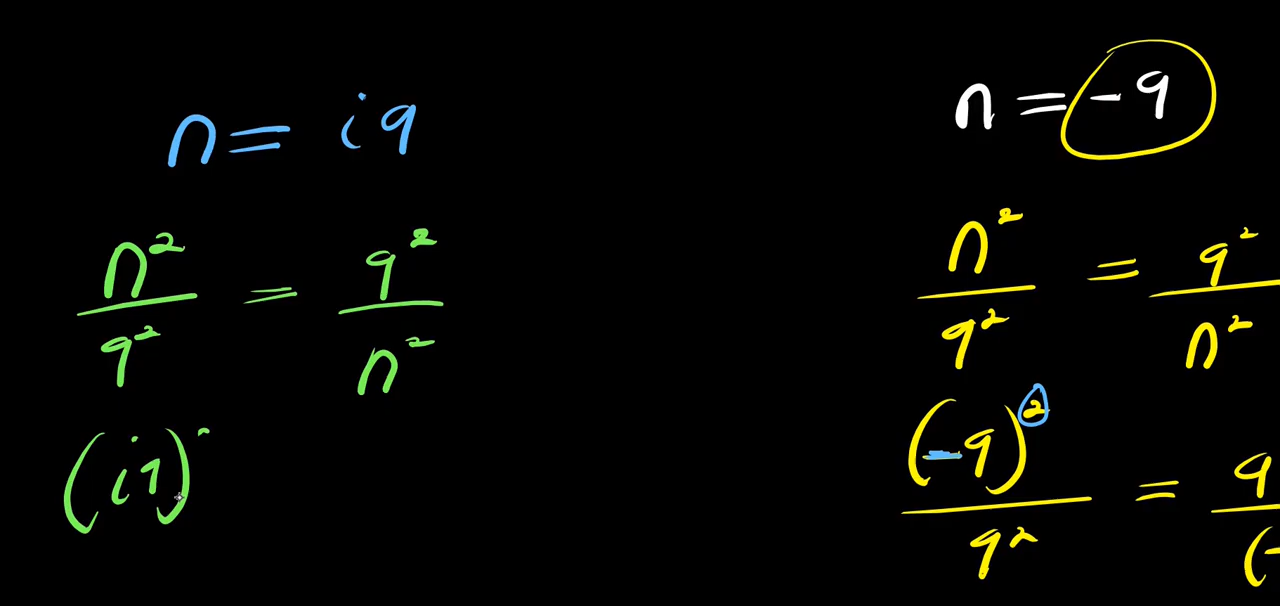 n = i9
n² / 9² = 9² / n²
(i9)
n = -9
n² / 9² = 9² / n²
(-9)² / 9² = 9 / (-